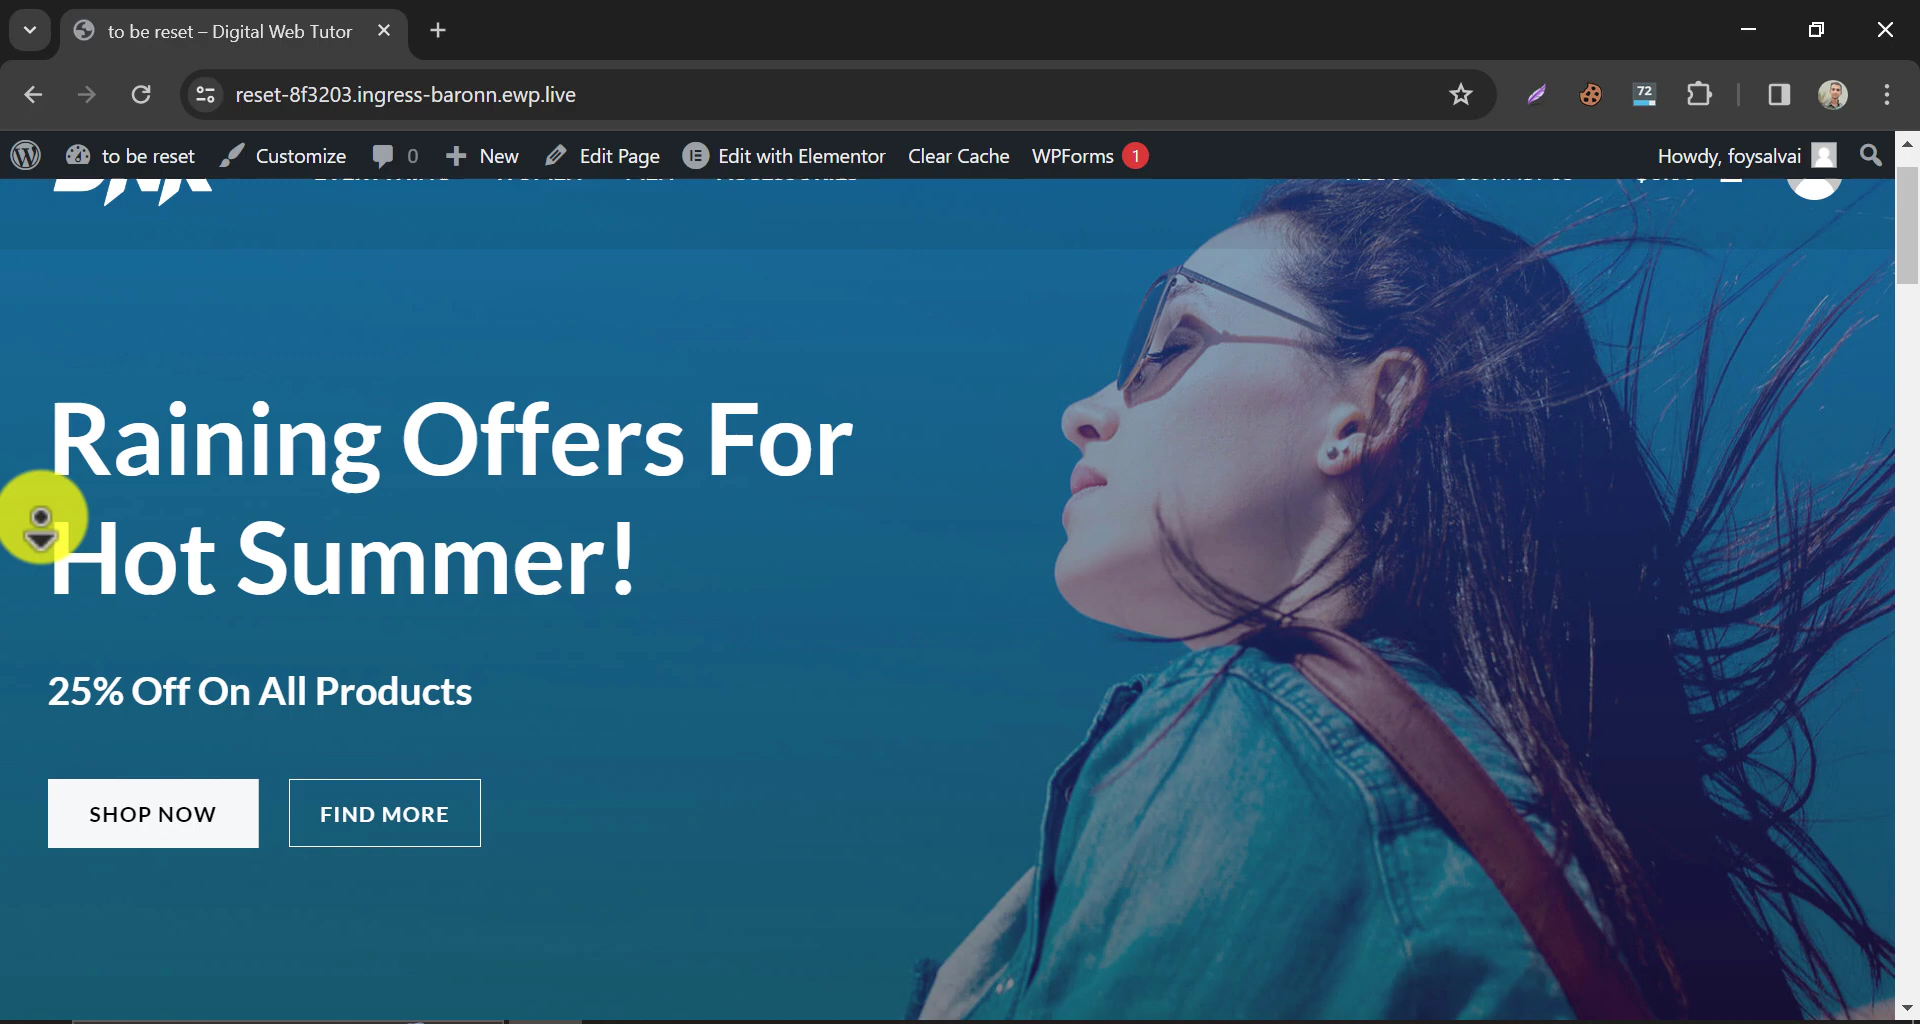 to be reset – Digital Web Tutor
reset-8f3203.ingress-baronn.ewp.live
72
to be reset Customize 0 New Edit Page Edit with Elementor Clear Cache WPForms 1 Howdy, foysalvai
Raining Offers For
Hot Summer!
25% Off On All Products
SHOP NOW FIND MORE